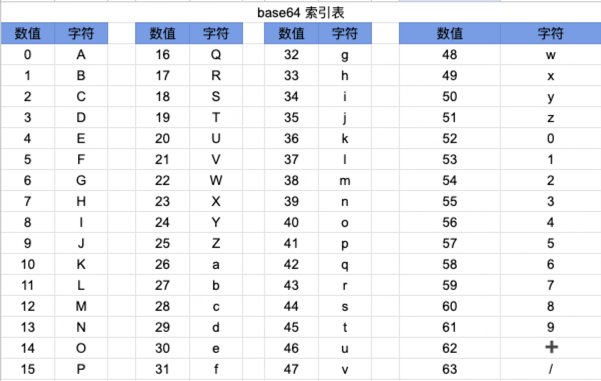 base64 索引表
数值 字符 数值 字符 数值 字符 数值 字符
0 A 16 Q 32 g 48 w
1 B 17 R 33 h 49 x
2 C 18 S 34 i 50 y
3 D 19 T 35 j 51 z
4 E 20 U 36 k 52 0
5 F 21 V 37 l 53 1
6 G 22 W 38 m 54 2
7 H 23 X 39 n 55 3
8 I 24 Y 40 o 56 4
9 J 25 Z 41 p 57 5
10 K 26 a 42 q 58 6
11 L 27 b 43 r 59 7
12 M 28 c 44 s 60 8
13 N 29 d 45 t 61 9
14 O 30 e 46 u 62 ➕
15 P 31 f 47 v 63 /